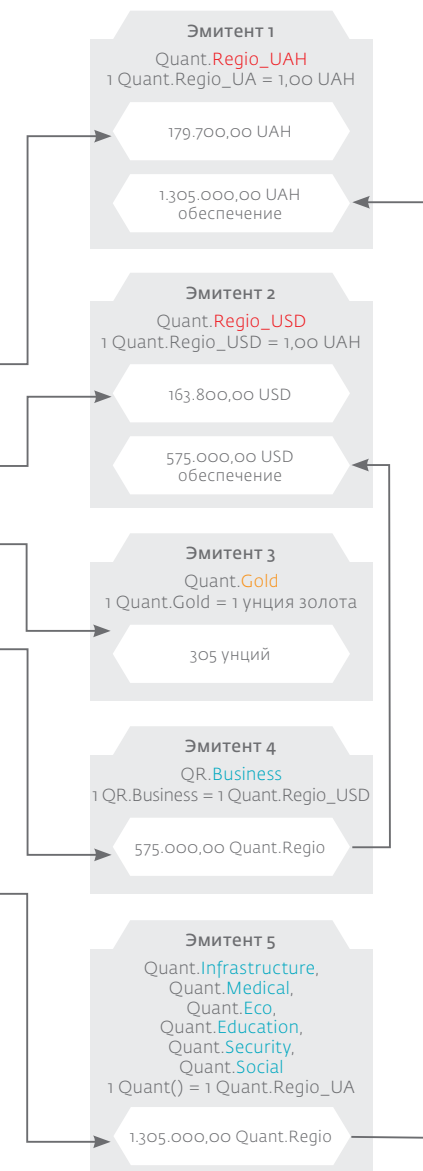 Эмитент 1
Quant.Regio_UAH
1 Quant.Regio_UA = 1,00 UAH
179.700,00 UAH
1.305.000,00 UAH
обеспечение
Эмитент 2
Quant.Regio_USD
1 Quant.Regio_USD = 1,00 UAH
163.800,00 USD
575.000,00 USD
обеспечение
Эмитент 3
Quant.Gold
1 Quant.Gold = 1 унция золота
305 унций
Эмитент 4
QR.Business
1 QR.Business = 1 Quant.Regio_USD
575.000,00 Quant.Regio
Эмитент 5
Quant.Infrastructure,
Quant.Medical,
Quant.Eco,
Quant.Education,
Quant.Security,
Quant.Social
1 Quant() = 1 Quant.Regio_UA
1.305.000,00 Quant.Regio